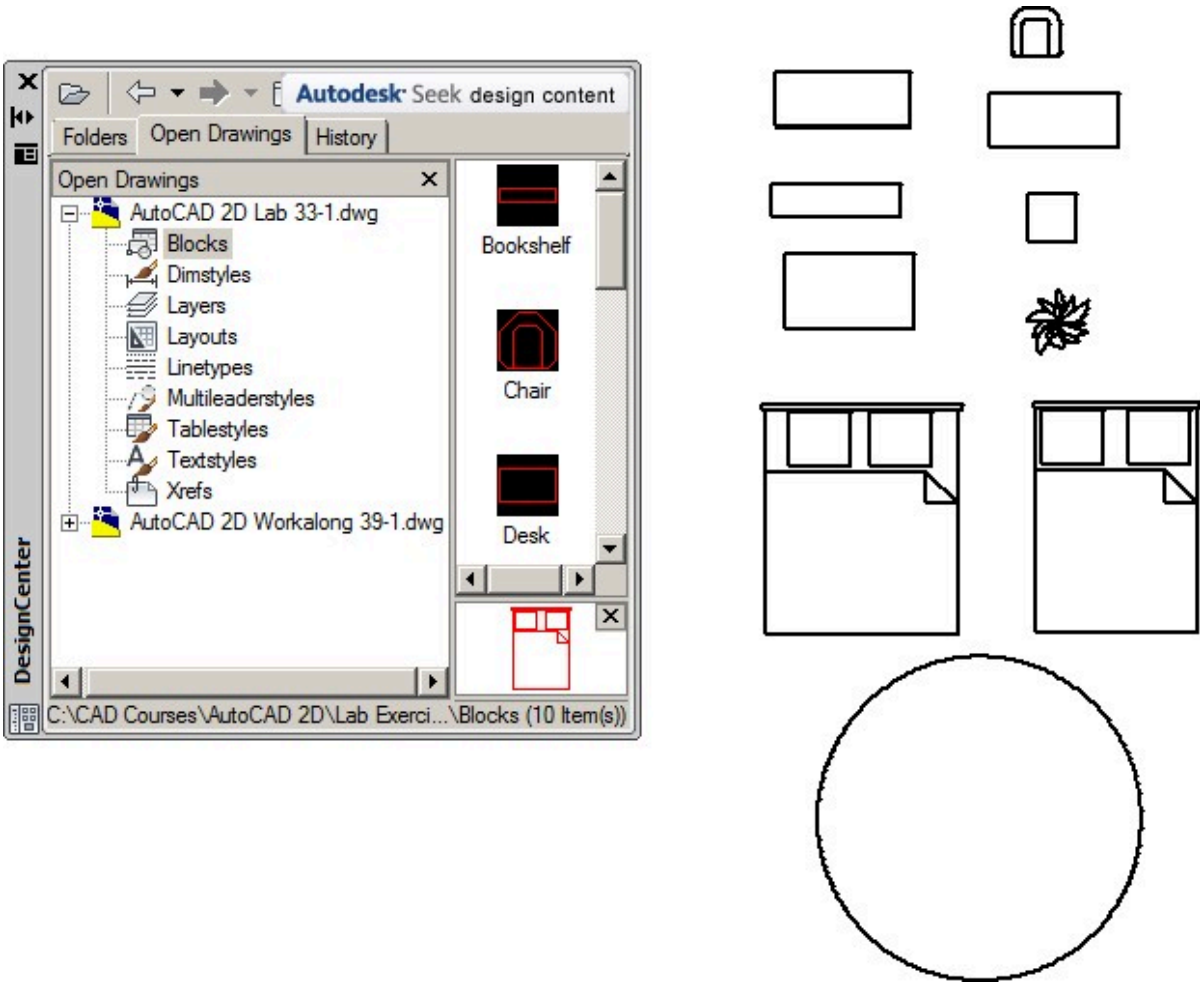 Autodesk Seek design content
Folders
Open Drawings
History
Open Drawings
AutoCAD 2D Lab 33-1.dwg
Blocks
Dimstyles
Layers
Layouts
Linetypes
Multileaderstyles
Tablestyles
Textstyles
Xrefs
AutoCAD 2D Workalong 39-1.dwg
Bookshelf
Chair
Desk
DesignCenter
C:\CAD Courses\AutoCAD 2D\Lab Exerci...\Blocks (10 Item(s))